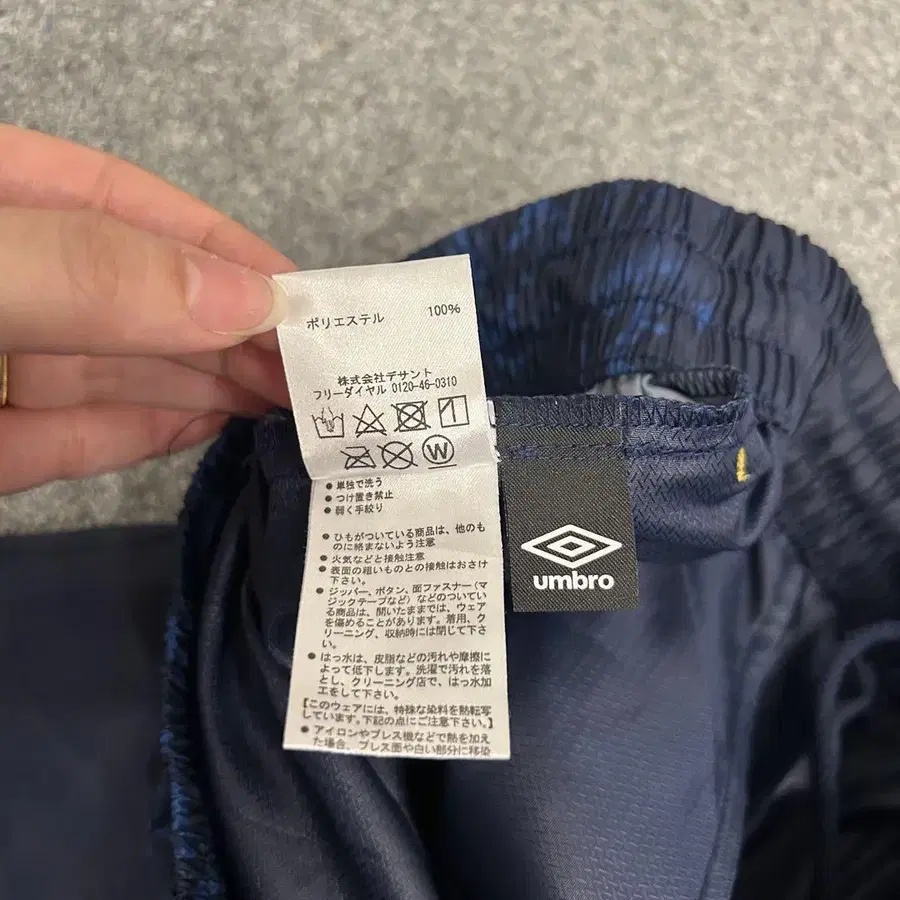 ポリエステル 100%
株式会社デサント
フリーダイヤル 0120-46-0310
W
● 単独で洗う
● つけ置き禁止
● 弱く手絞り
● ひもがついている商品は、他のも
のに絡まないよう注意
● 火気などと接触注意
● 表面の粗いものとの接触はおさけ
下さい。
● ジッパー、ボタン、面ファスナー(マ
ジックテープなど)などのついてい
る商品は、開いたままでは、ウェア
を傷めることがあります。着用、ク
リーニング、収納時には閉じて下さ
い。
● はっ水は、皮脂などの汚れや摩擦に
よって低下します。洗濯で汚れを落
とし、クリーニング店で、はっ水加
工をして下さい。
【このウェアには、特殊な染料を熱転写
しています。下記の点にご注意下さい。】
● アイロンやプレス機などで熱を加え
た場合、プレス面や白い部分に移染
umbro